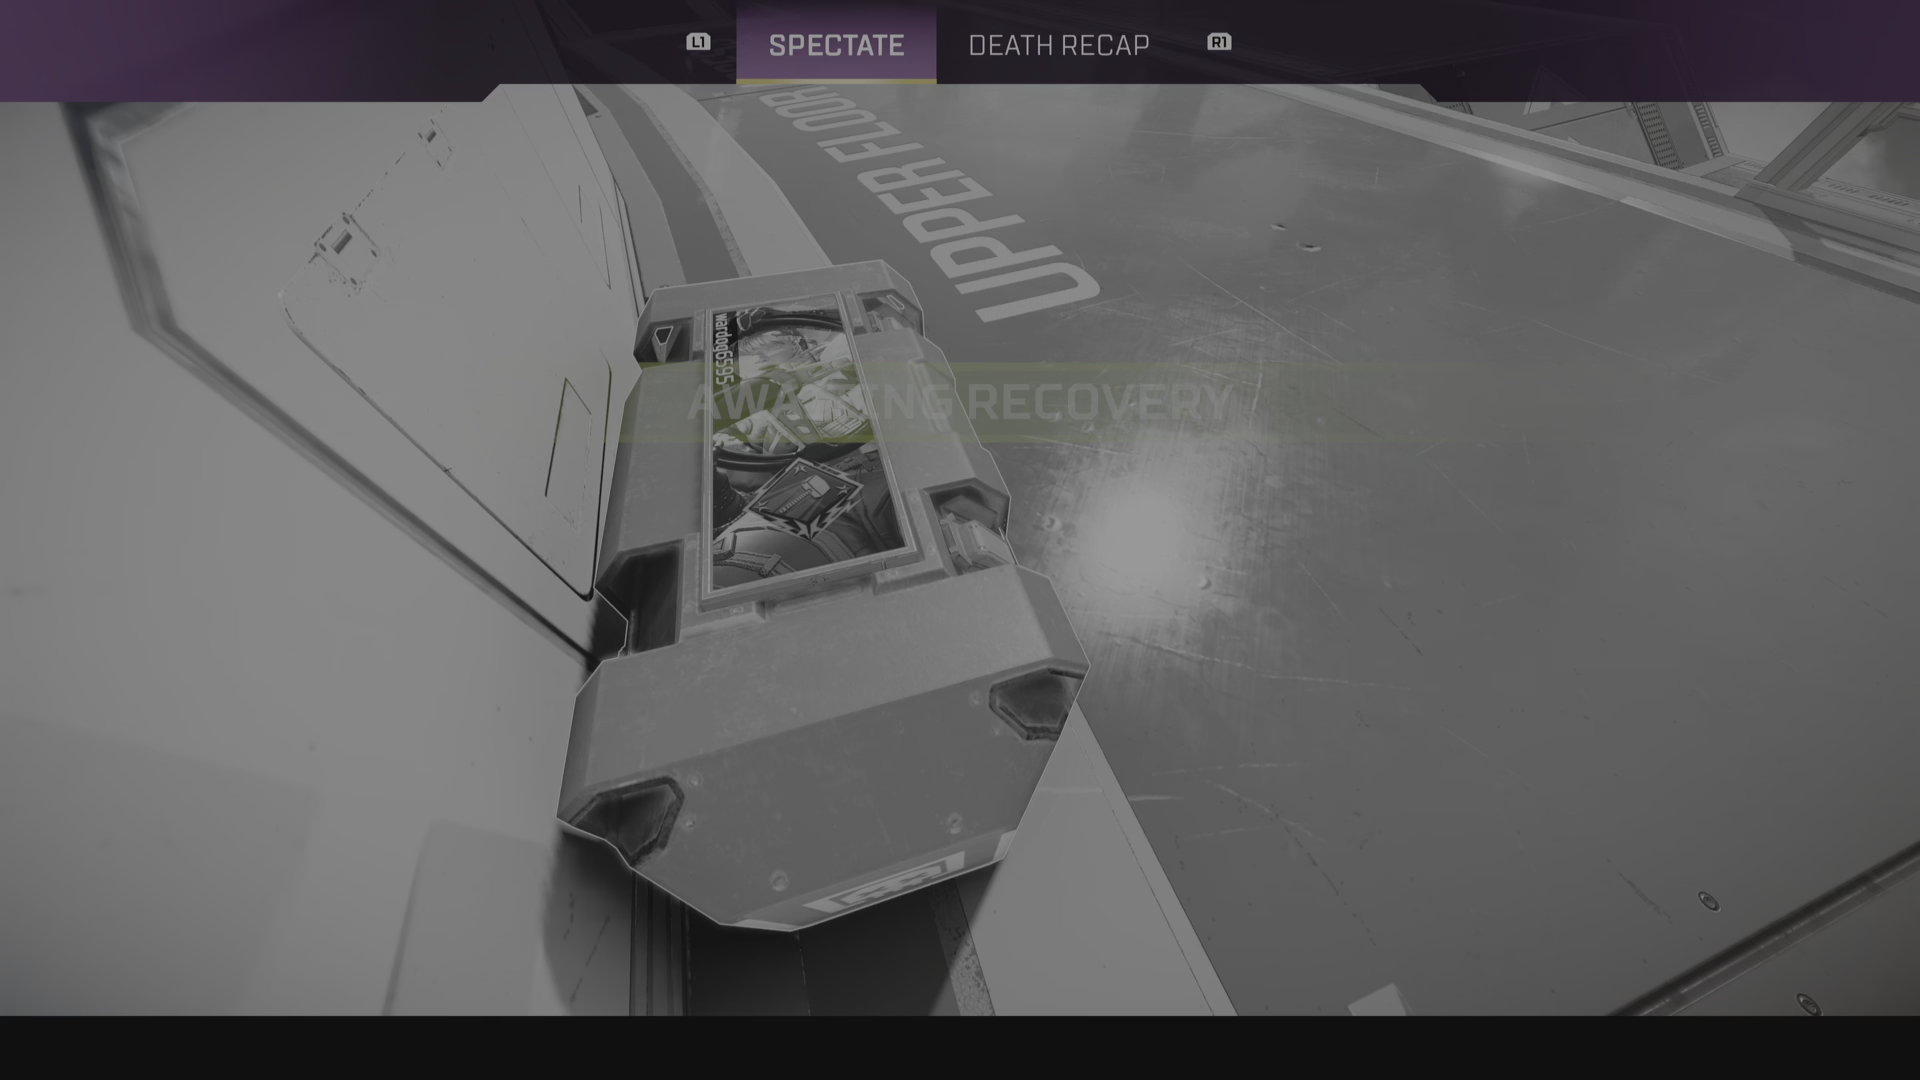 L1 SPECTATE DEATH RECAP R1
UPPER FLOOR
wardog6595
AWAITING RECOVERY